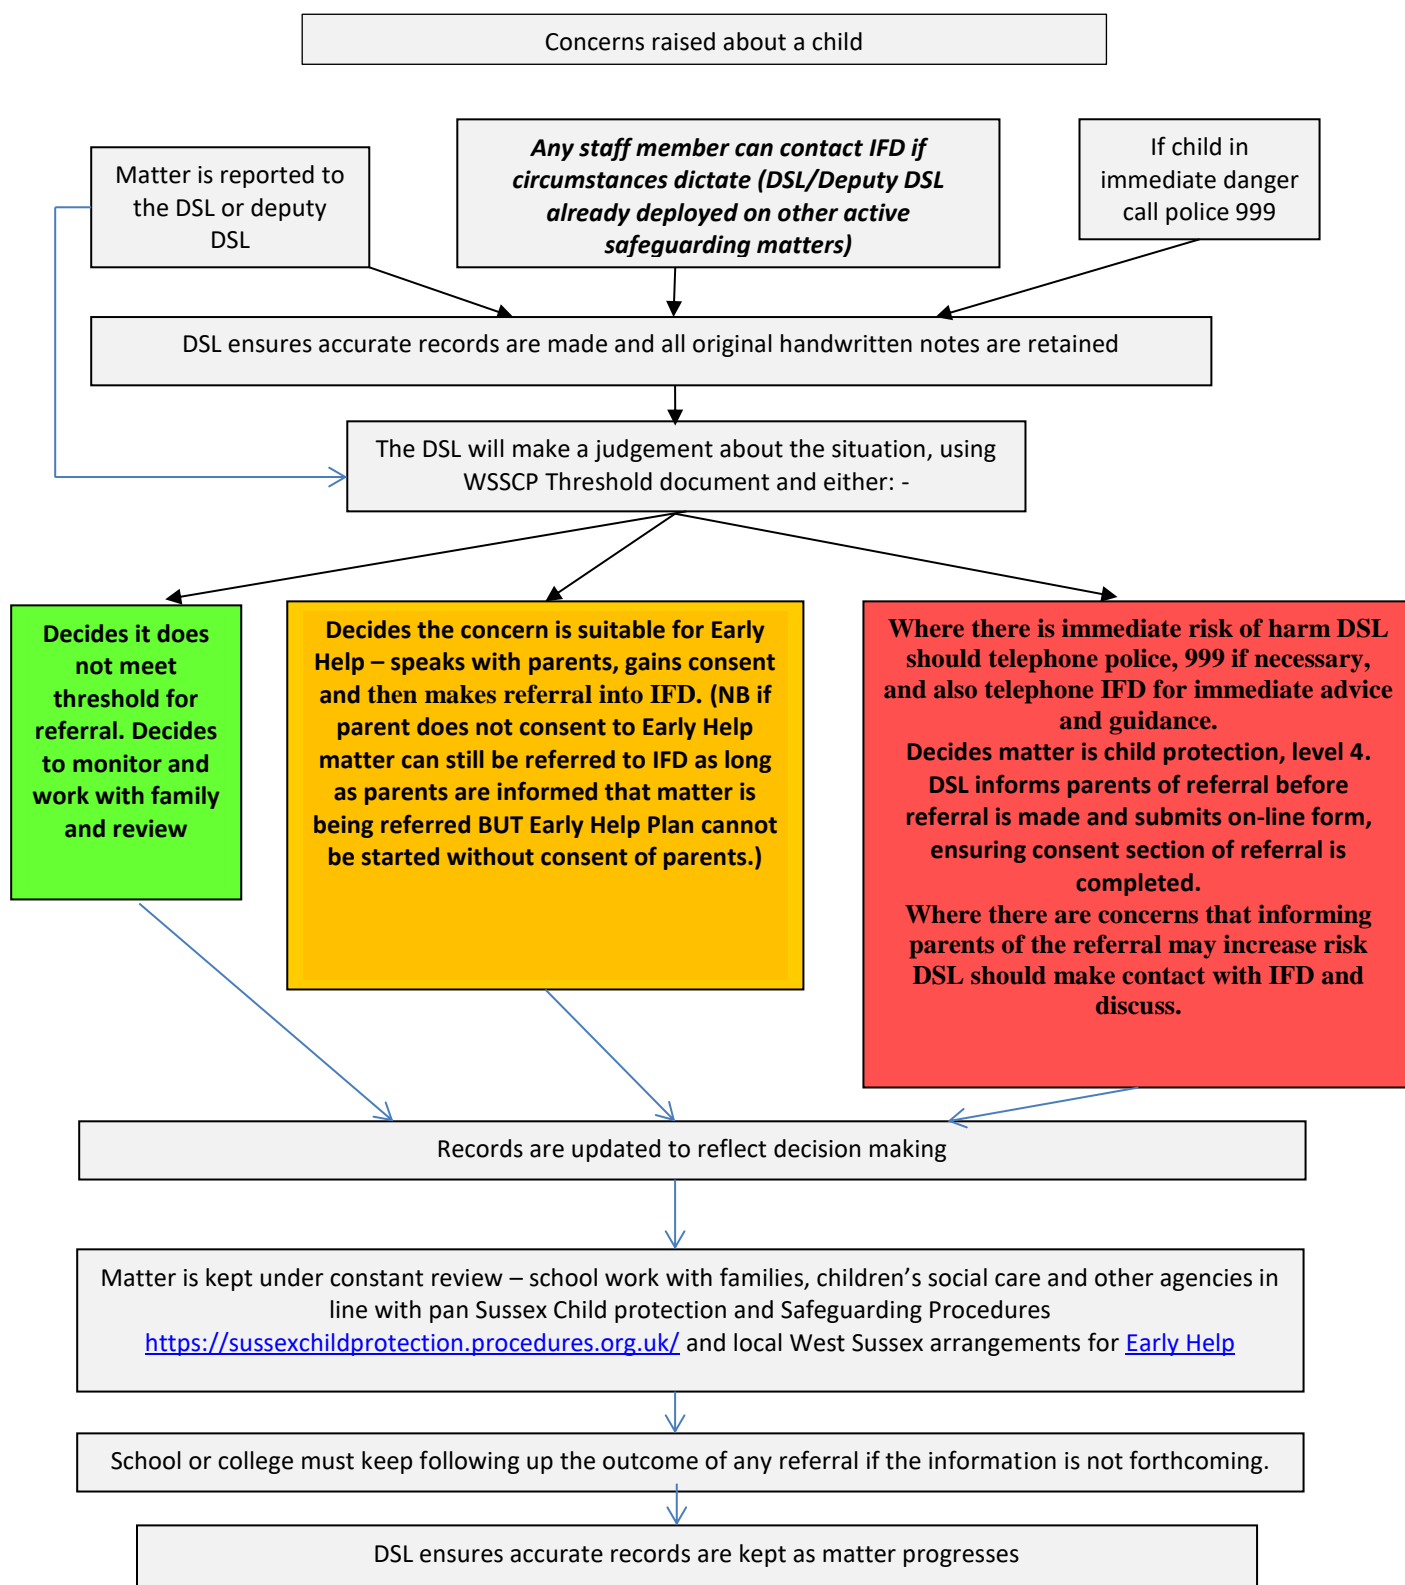 Concerns raised about a child
Matter is reported to
the DSL or deputy
DSL
Any staff member can contact IFD if
circumstances dictate (DSL/Deputy DSL
already deployed on other active
safeguarding matters)
If child in
immediate danger
call police 999
DSL ensures accurate records are made and all original handwritten notes are retained
The DSL will make a judgement about the situation, using
WSSCP Threshold document and either: -
Decides it does
not meet
threshold for
referral. Decides
to monitor and
work with family
and review
Decides the concern is suitable for Early
Help – speaks with parents, gains consent
and then makes referral into IFD. (NB if
parent does not consent to Early Help
matter can still be referred to IFD as long
as parents are informed that matter is
being referred BUT Early Help Plan cannot
be started without consent of parents.)
Where there is immediate risk of harm DSL
should telephone police, 999 if necessary,
and also telephone IFD for immediate advice
and guidance.
Decides matter is child protection, level 4.
DSL informs parents of referral before
referral is made and submits on-line form,
ensuring consent section of referral is
completed.
Where there are concerns that informing
parents of the referral may increase risk
DSL should make contact with IFD and
discuss.
Records are updated to reflect decision making
Matter is kept under constant review – school work with families, children’s social care and other agencies in
line with pan Sussex Child protection and Safeguarding Procedures
https://sussexchildprotection.procedures.org.uk/ and local West Sussex arrangements for Early Help
School or college must keep following up the outcome of any referral if the information is not forthcoming.
DSL ensures accurate records are kept as matter progresses